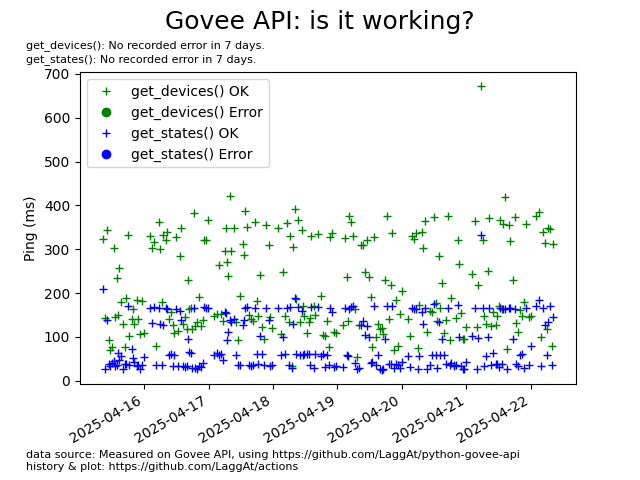 Govee API: is it working?
get_devices(): No recorded error in 7 days.
get_states(): No recorded error in 7 days.
700
600
500
400
300
200
100
0
Ping (ms)
get_devices() OK
get_devices() Error
get_states() OK
get_states() Error
2025-04-16
2025-04-17
2025-04-18
2025-04-19
2025-04-20
2025-04-21
2025-04-22
data source: Measured on Govee API, using https://github.com/LaggAt/python-govee-api
history & plot: https://github.com/LaggAt/actions